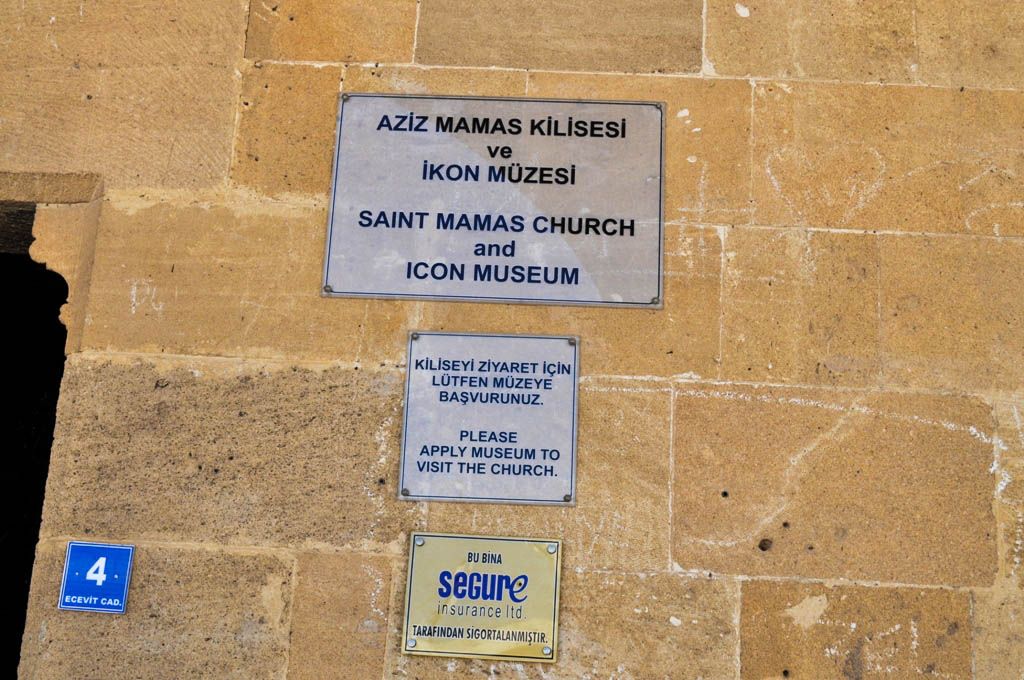 AZİZ MAMAS KİLİSESİ
ve
İKON MÜZESİ
SAINT MAMAS CHURCH
and
ICON MUSEUM
KİLİSEYİ ZİYARET İÇİN
LÜTFEN MÜZEYE
BAŞVURUNUZ.
PLEASE
APPLY MUSEUM TO
VISIT THE CHURCH.
4
ECEVİT CAD.
BU BİNA
SEGURe
insurance ltd.
TARAFINDAN SİGORTALANMIŞTIR.